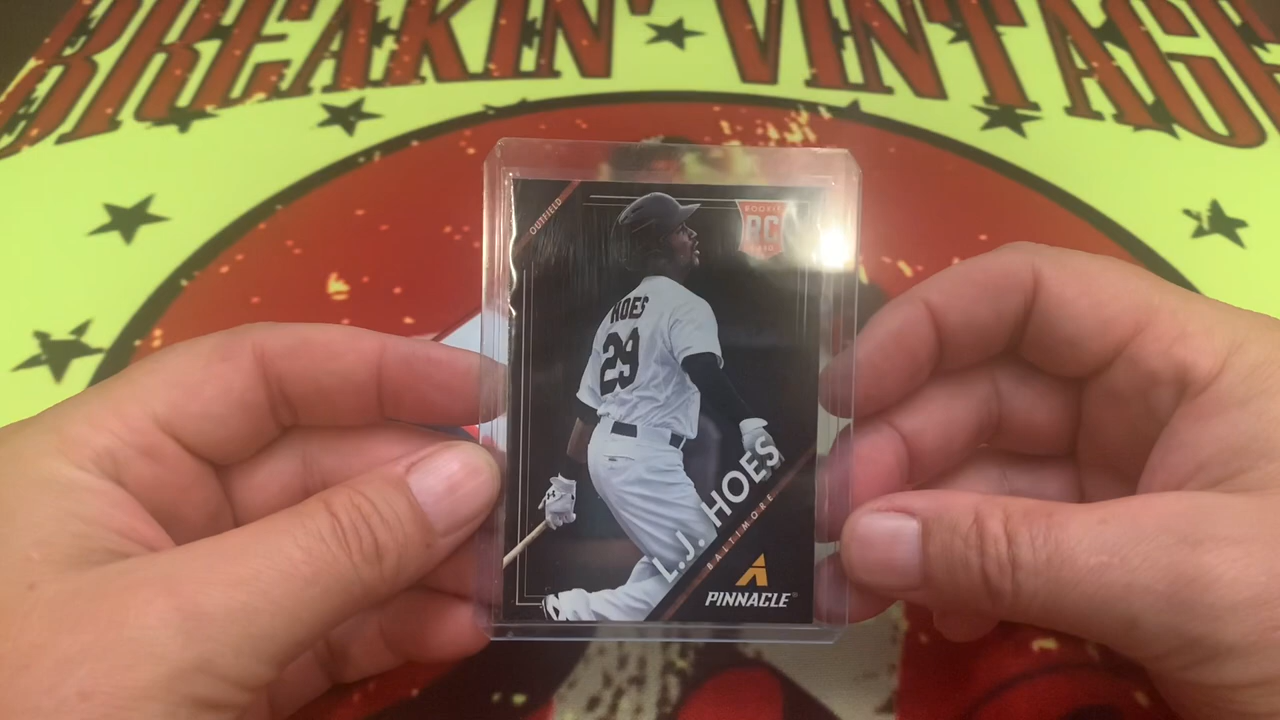 BREAKIN' VINTAGE
OUTFIELD
ROOKIE
RC
CARD
HOES
29
L.J. HOES
BALTIMORE
PINNACLE